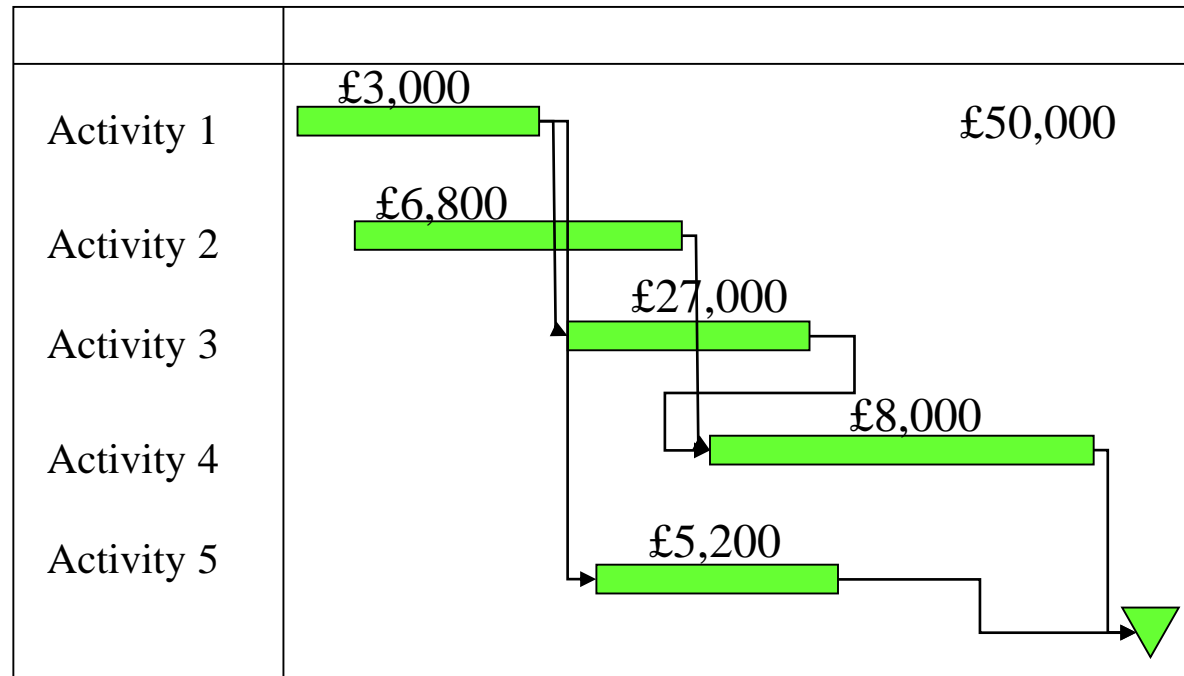 £3,000
Activity 1
£50,000
£6,800
Activity 2
£27,000
Activity 3
£8,000
Activity 4
£5,200
Activity 5